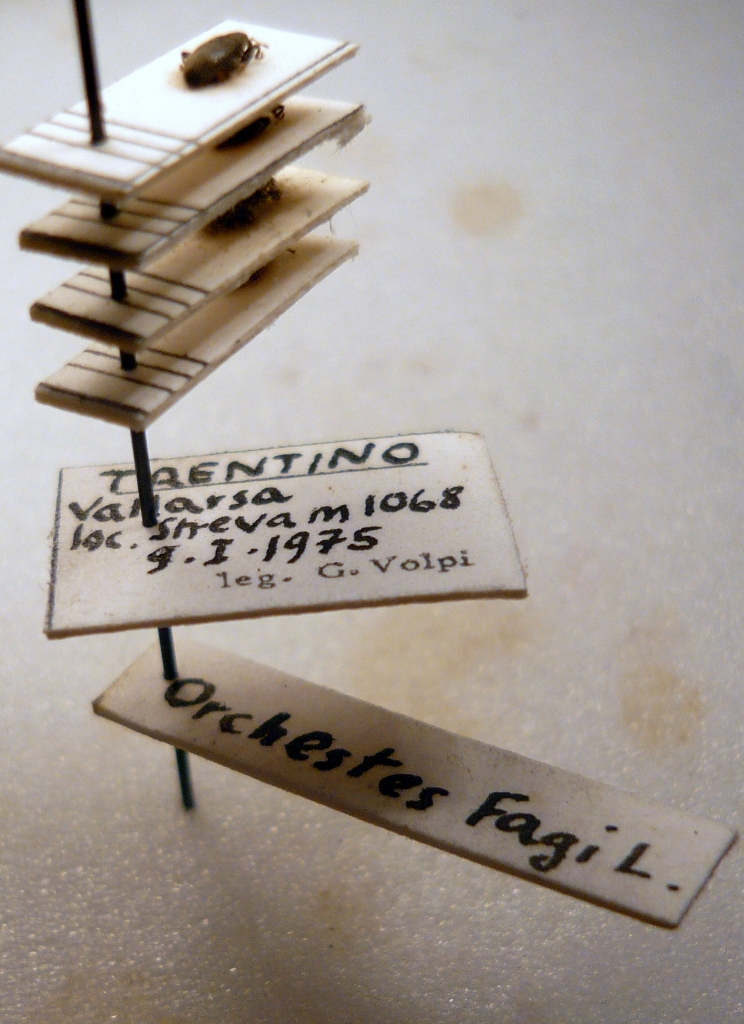 TRENTINO
Vallarsa
loc. Streva m 1068
9.I.1975
leg. G. Volpi
Orchestes Fagi L.